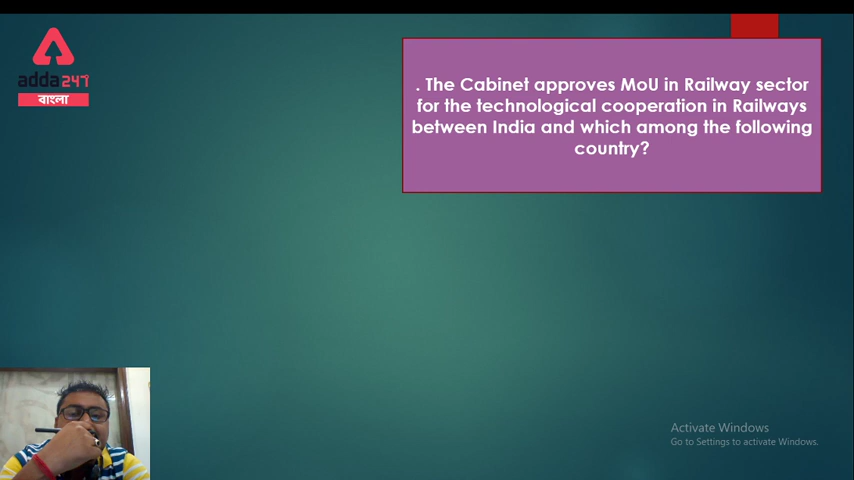 adda247
বাংলা
. The Cabinet approves MoU in Railway sector
for the technological cooperation in Railways
between India and which among the following
country?
Activate Windows
Go to Settings to activate Windows.